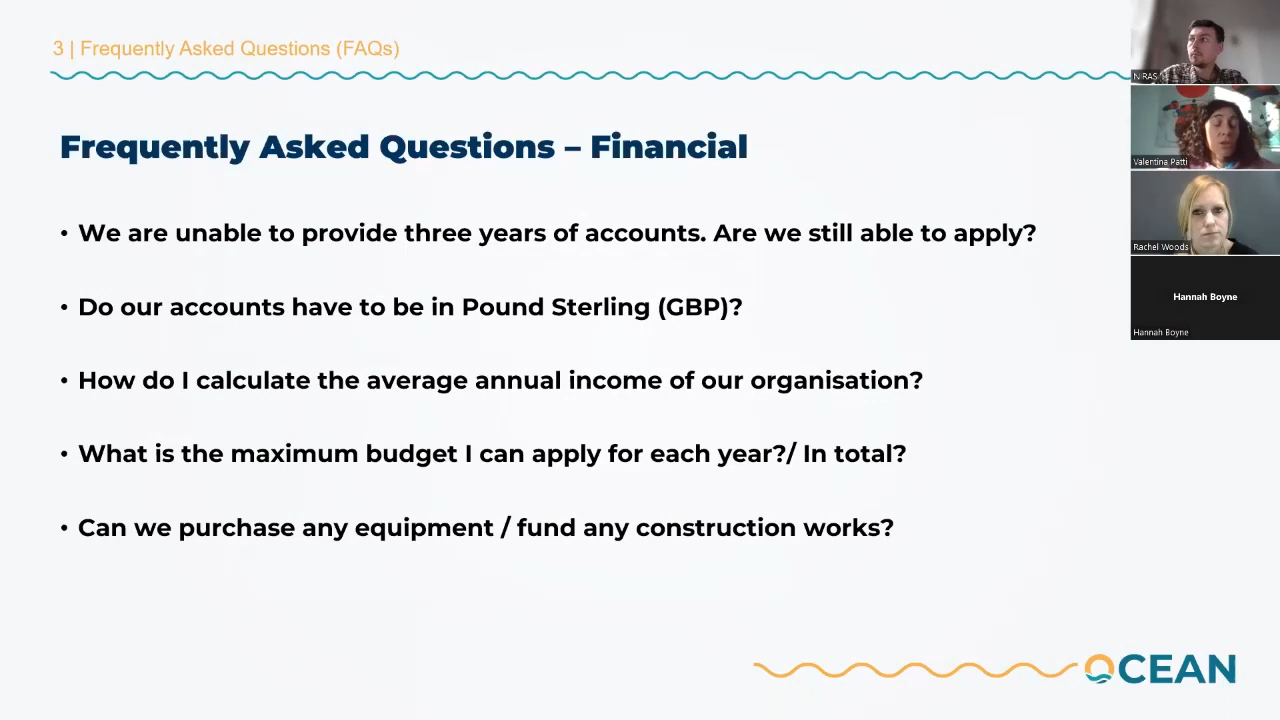 3 | Frequently Asked Questions (FAQs)
Frequently Asked Questions – Financial
• We are unable to provide three years of accounts. Are we still able to apply?
• Do our accounts have to be in Pound Sterling (GBP)?
• How do I calculate the average annual income of our organisation?
• What is the maximum budget I can apply for each year?/ In total?
• Can we purchase any equipment / fund any construction works?
OCEAN
NIRAS
Valentina Patti
Rachel Woods
Hannah Boyne
Hannah Boyne